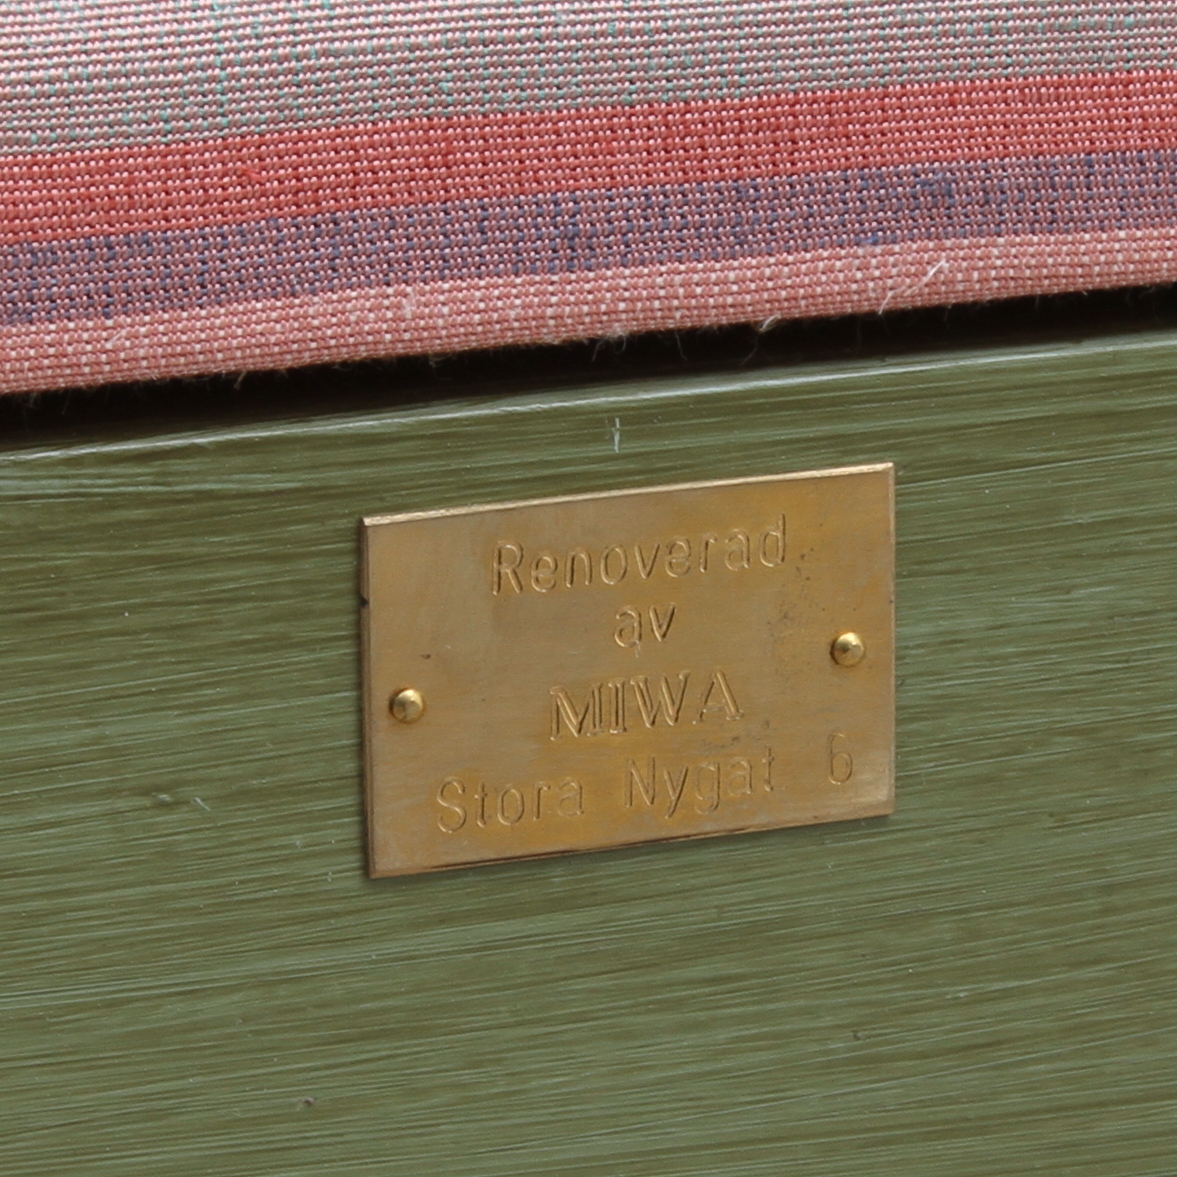 Renoverad
av
MIWA
Stora Nygat. 6